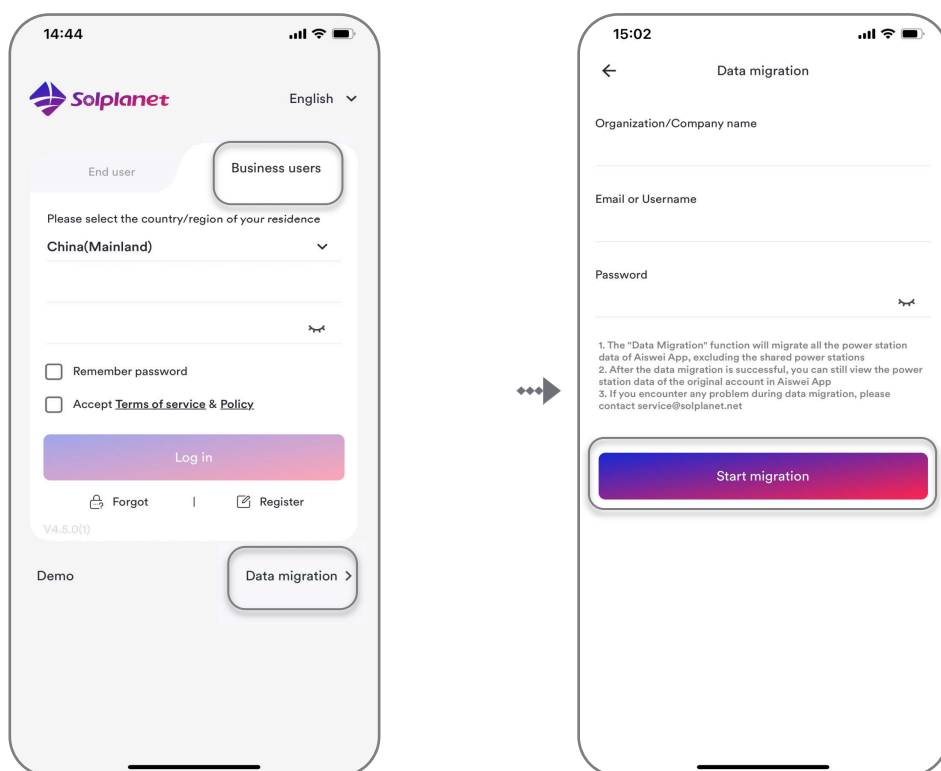 14:44
Solplanet
English
End user
Business users
Please select the country/region of your residence
China(Mainland)
Remember password
Accept Terms of service & Policy
Log in
Forgot | Register
V4.5.0(1)
Demo
Data migration >
15:02
Data migration
Organization/Company name
Email or Username
Password
1. The "Data Migration" function will migrate all the power station
data of Aiswei App, excluding the shared power stations
2. After the data migration is successful, you can still view the power
station data of the original account in Aiswei App
3. If you encounter any problem during data migration, please
contact service@solplanet.net
Start migration